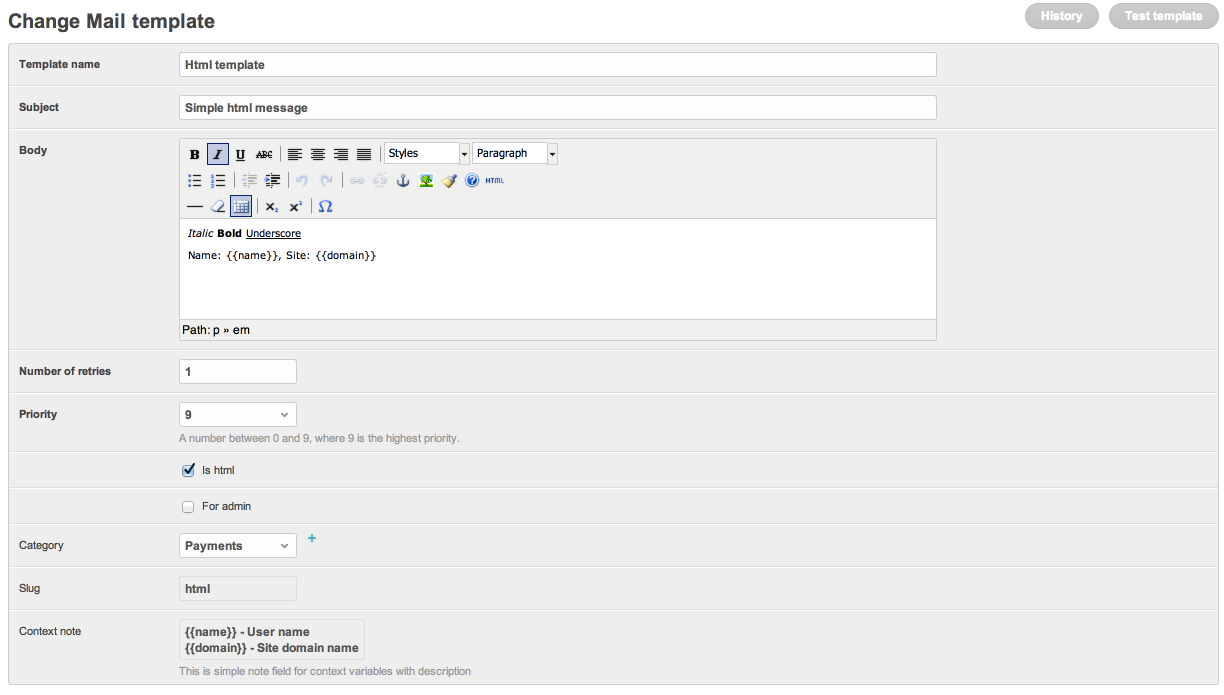 Change Mail template
History
Test template
Template name
Html template
Subject
Simple html message
Body
B I U ABC Styles Paragraph
HTML
x₂ x² Ω
Italic Bold Underscore
Name: {{name}}, Site: {{domain}}
Path: p » em
Number of retries
1
Priority
9
A number between 0 and 9, where 9 is the highest priority.
Is html
For admin
Category
Payments +
Slug
html
Context note
{{name}} - User name
{{domain}} - Site domain name
This is simple note field for context variables with description